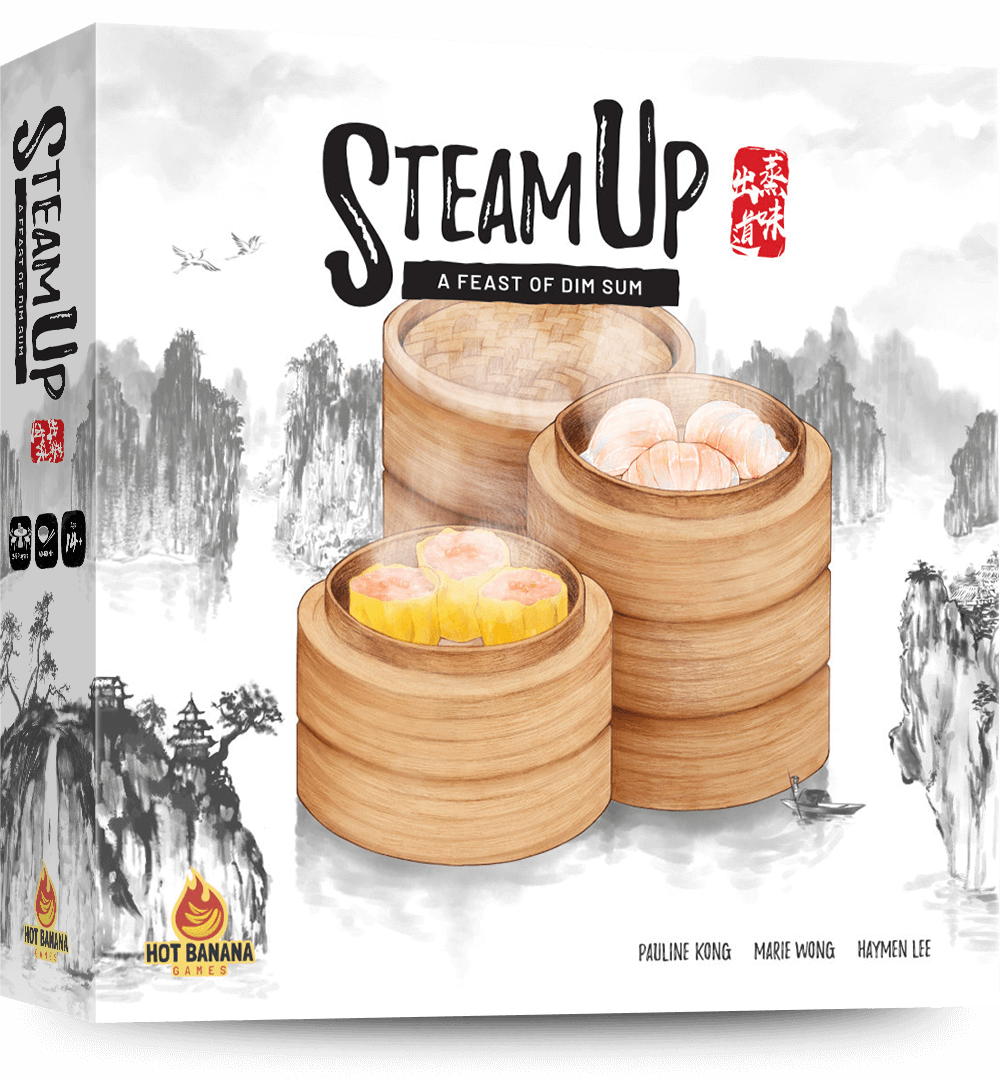 STEAM UP
蒸味
出道
A FEAST OF DIM SUM
HOT BANANA
GAMES
PAULINE KONG MARIE WONG HAYMEN LEE
STEAM UP
A FEAST OF DIM SUM
14+
HOT BANANA
GAMES